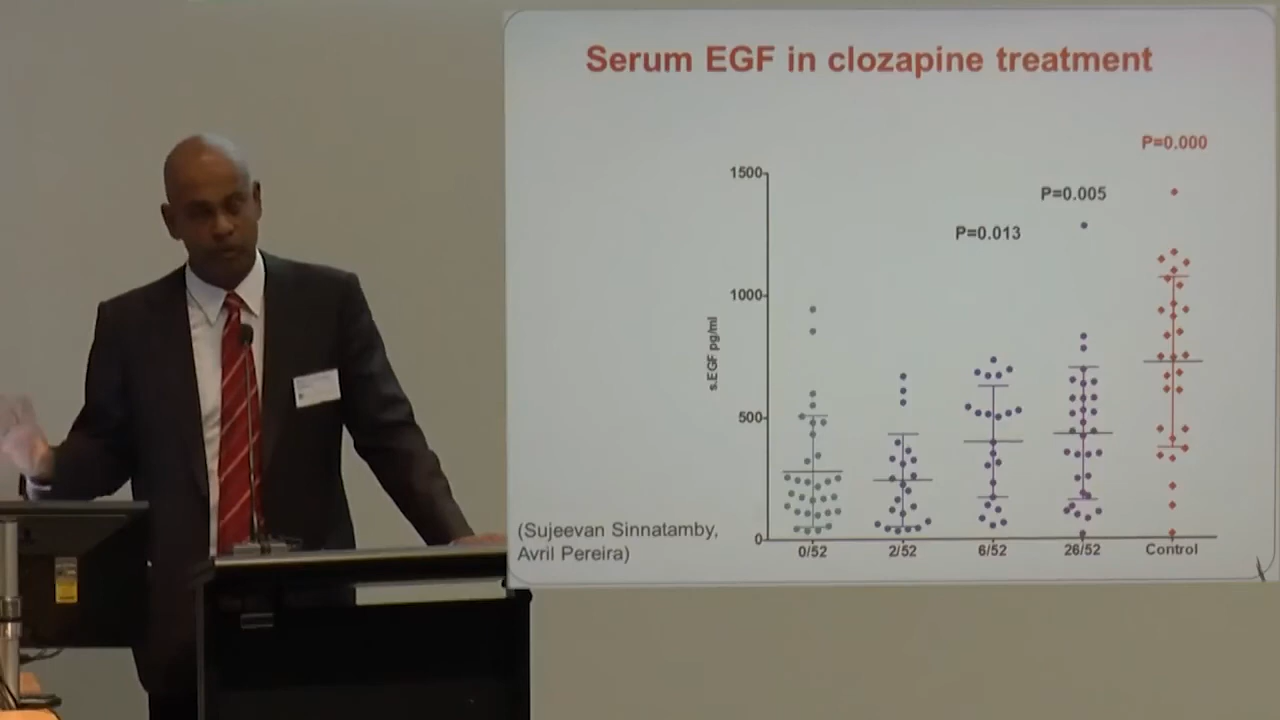 Serum EGF in clozapine treatment
P=0.000
P=0.005
P=0.013
1500
1000
500
0
s.EGF pg/ml
0/52
2/52
6/52
26/52
Control
(Sujeevan Sinnatamby,
Avril Pereira)